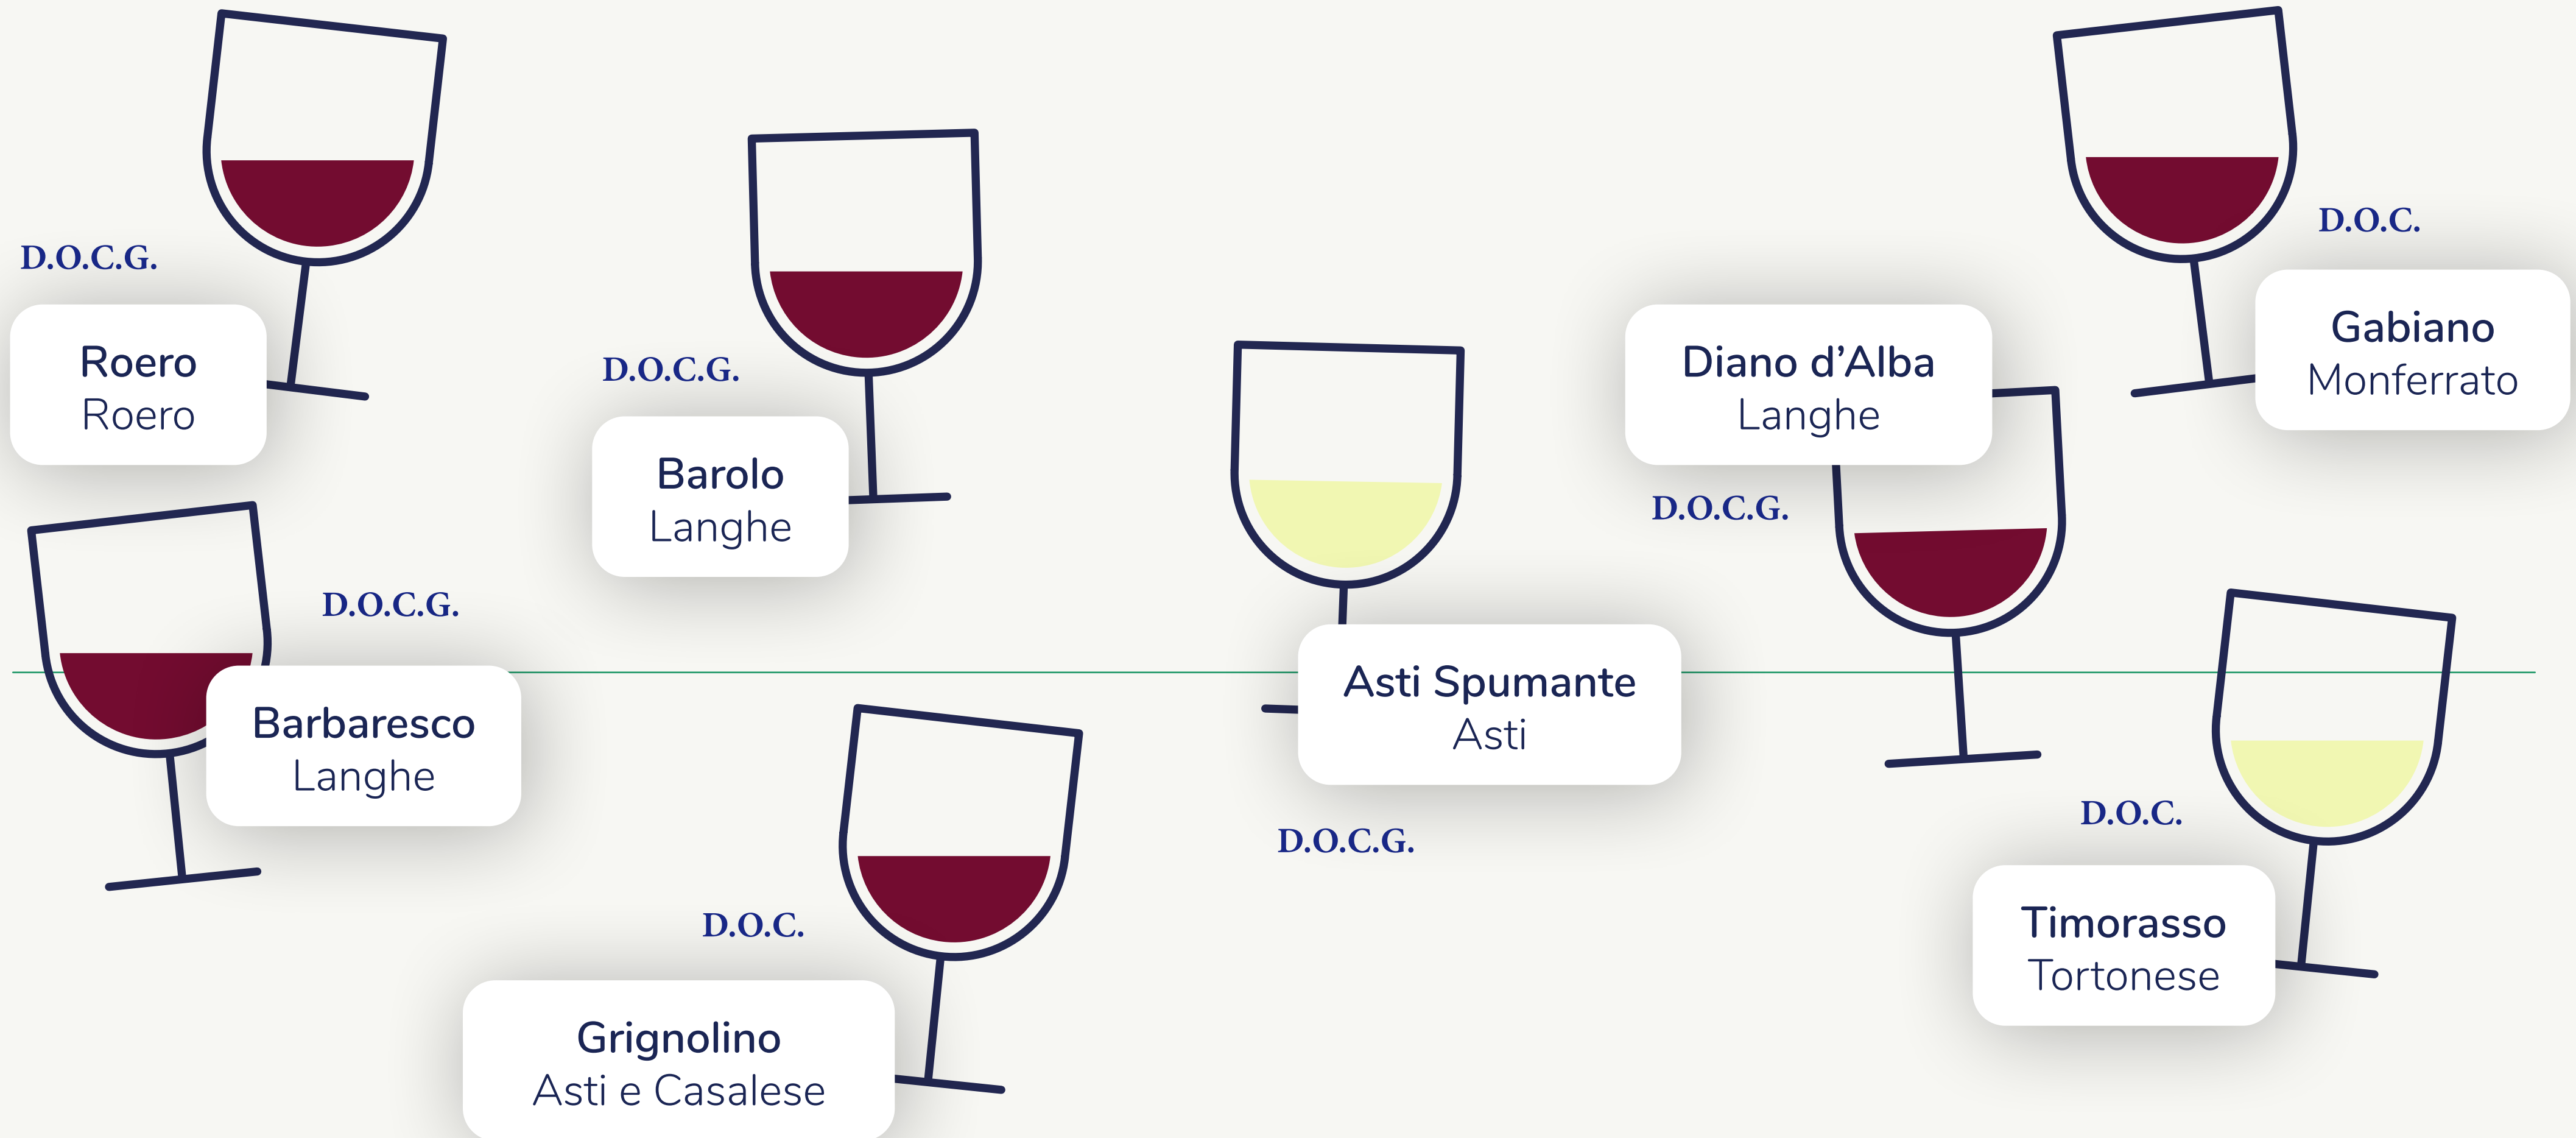 D.O.C.G.
Roero
Roero
D.O.C.G.
Barolo
Langhe
D.O.C.G.
Barbaresco
Langhe
D.O.C.
Grignolino
Asti e Casalese
Asti Spumante
Asti
D.O.C.G.
Diano d’Alba
Langhe
D.O.C.G.
D.O.C.
Gabiano
Monferrato
D.O.C.
Timorasso
Tortonese